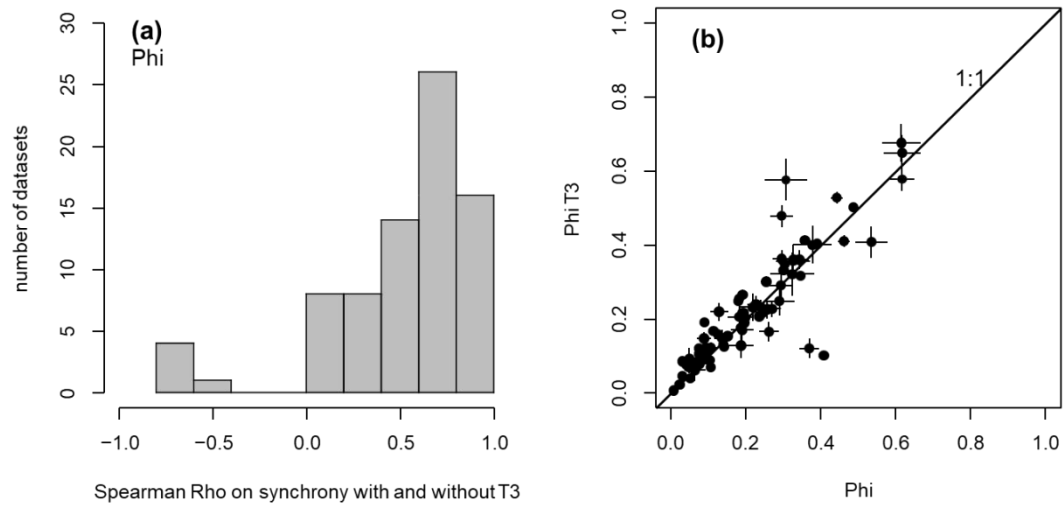 (a)
Phi
number of datasets
30
25
20
15
10
5
0
−1.0 −0.5 0.0 0.5 1.0
Spearman Rho on synchrony with and without T3
(b)
1:1
Phi T3
1.0
0.8
0.6
0.4
0.2
0.0
0.0 0.2 0.4 0.6 0.8 1.0
Phi